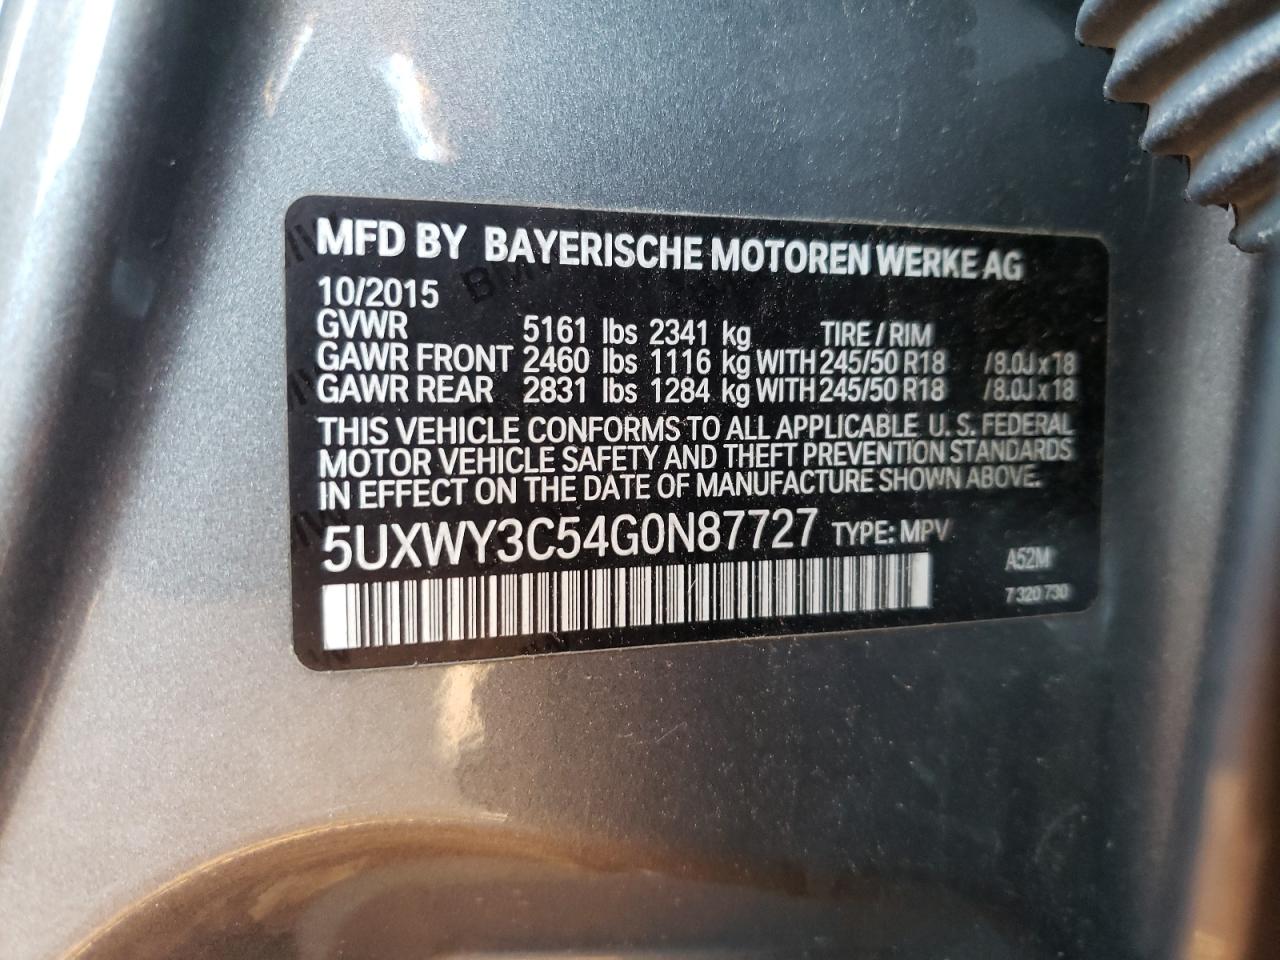 MFD BY BAYERISCHE MOTOREN WERKE AG
10/2015
GVWR 5161 lbs 2341 kg TIRE / RIM
GAWR FRONT 2460 lbs 1116 kg WITH 245/50 R18 /8.0J x 18
GAWR REAR 2831 lbs 1284 kg WITH 245/50 R18 /8.0J x 18
THIS VEHICLE CONFORMS TO ALL APPLICABLE U. S. FEDERAL
MOTOR VEHICLE SAFETY AND THEFT PREVENTION STANDARDS
IN EFFECT ON THE DATE OF MANUFACTURE SHOWN ABOVE.
5UXWY3C54G0N87727 TYPE: MPV
A52M
7 320 730